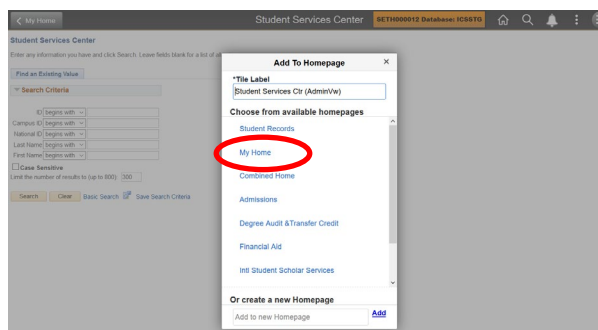 My Home
Student Services Center
SETH000012 Database: ICSSTG
Student Services Center
Enter any information you have and click Search. Leave fields blank for a list of all
Find an Existing Value
Search Criteria
ID begins with
Campus ID begins with
National ID begins with
Last Name begins with
First Name begins with
Case Sensitive
Limit the number of results to (up to 300): 300
Search Clear Basic Search Save Search Criteria
Add To Homepage ×
*Tile Label
Student Services Ctr (AdminVw)
Choose from available homepages
Student Records
My Home
Combined Home
Admissions
Degree Audit &Transfer Credit
Financial Aid
Intl Student Scholar Services
Or create a new Homepage
Add to new Homepage Add